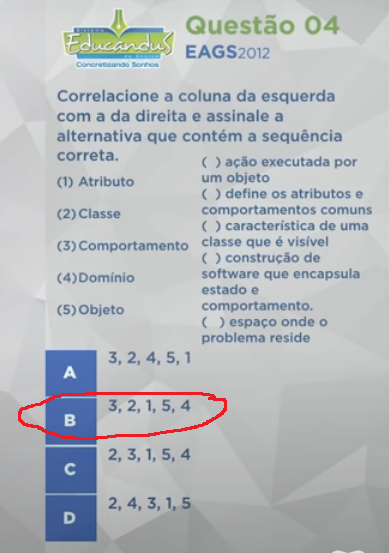 Sistema
Educandus
de Ensino
Concretizando Sonhos
Questão 04
EAGS2012
Correlacione a coluna da esquerda
com a da direita e assinale a
alternativa que contém a sequência
correta.
(1) Atributo
(2) Classe
(3) Comportamento
(4) Domínio
(5) Objeto
( ) ação executada por
um objeto
( ) define os atributos e
comportamentos comuns
( ) característica de uma
classe que é visível
( ) construção de
software que encapsula
estado e
comportamento.
( ) espaço onde o
problema reside
A 3, 2, 4, 5, 1
B 3, 2, 1, 5, 4
C 2, 3, 1, 5, 4
D 2, 4, 3, 1, 5